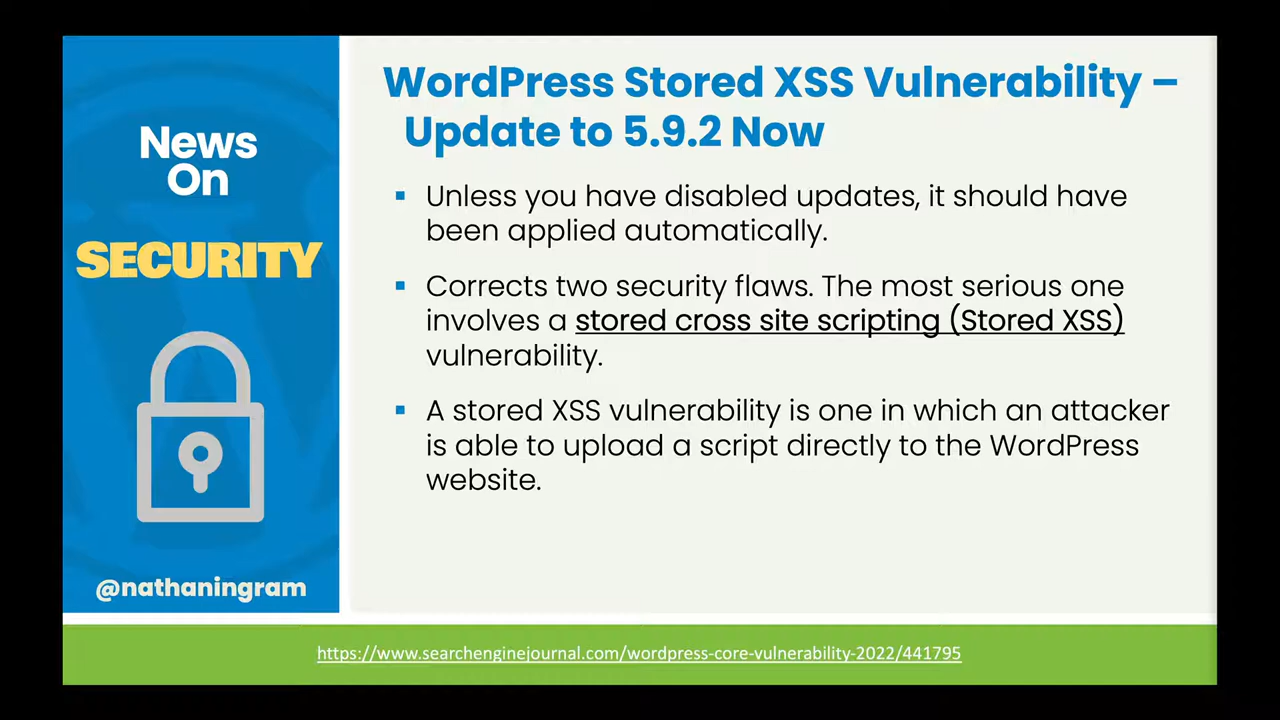 News
On
SECURITY
@nathaningram
WordPress Stored XSS Vulnerability –
Update to 5.9.2 Now
▪ Unless you have disabled updates, it should have
been applied automatically.
▪ Corrects two security flaws. The most serious one
involves a stored cross site scripting (Stored XSS)
vulnerability.
▪ A stored XSS vulnerability is one in which an attacker
is able to upload a script directly to the WordPress
website.
https://www.searchenginejournal.com/wordpress-core-vulnerability-2022/441795